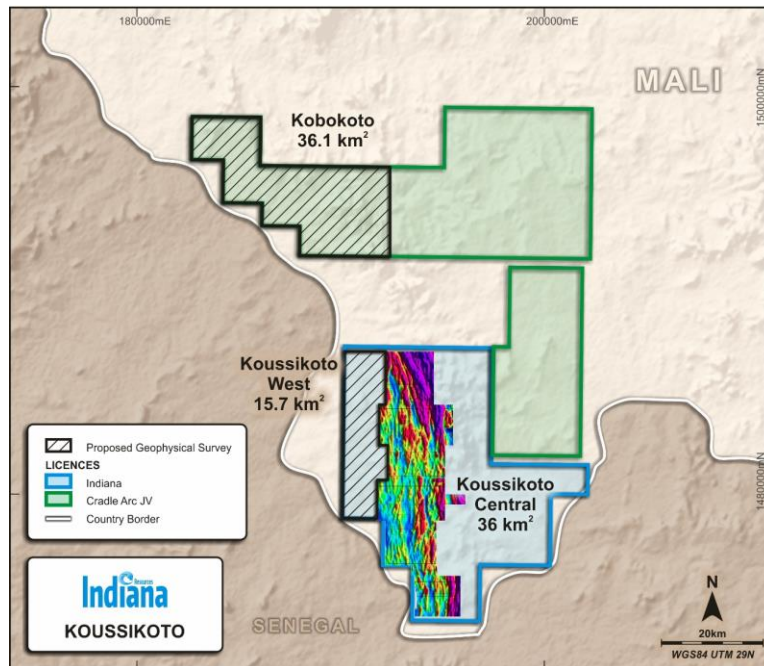 180000mE
200000mE
MALI
1500000mN
Kobokoto
36.1 km²
Koussikoto
West
15.7 km²
Proposed Geophysical Survey
LICENCES
Indiana
Cradle Arc JV
Country Border
Koussikoto
Central
36 km²
1480000mN
Resources
Indiana
KOUSSIKOTO
SENEGAL
N
20km
WGS84 UTM 29N